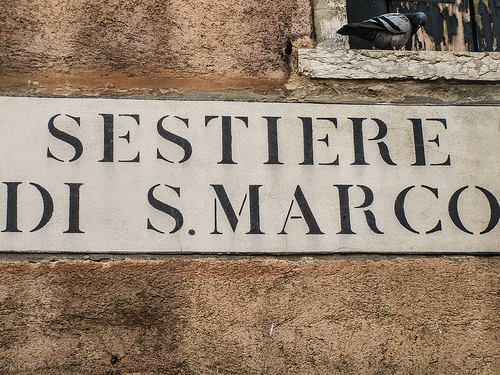 SESTIERE
DI S. MARCO